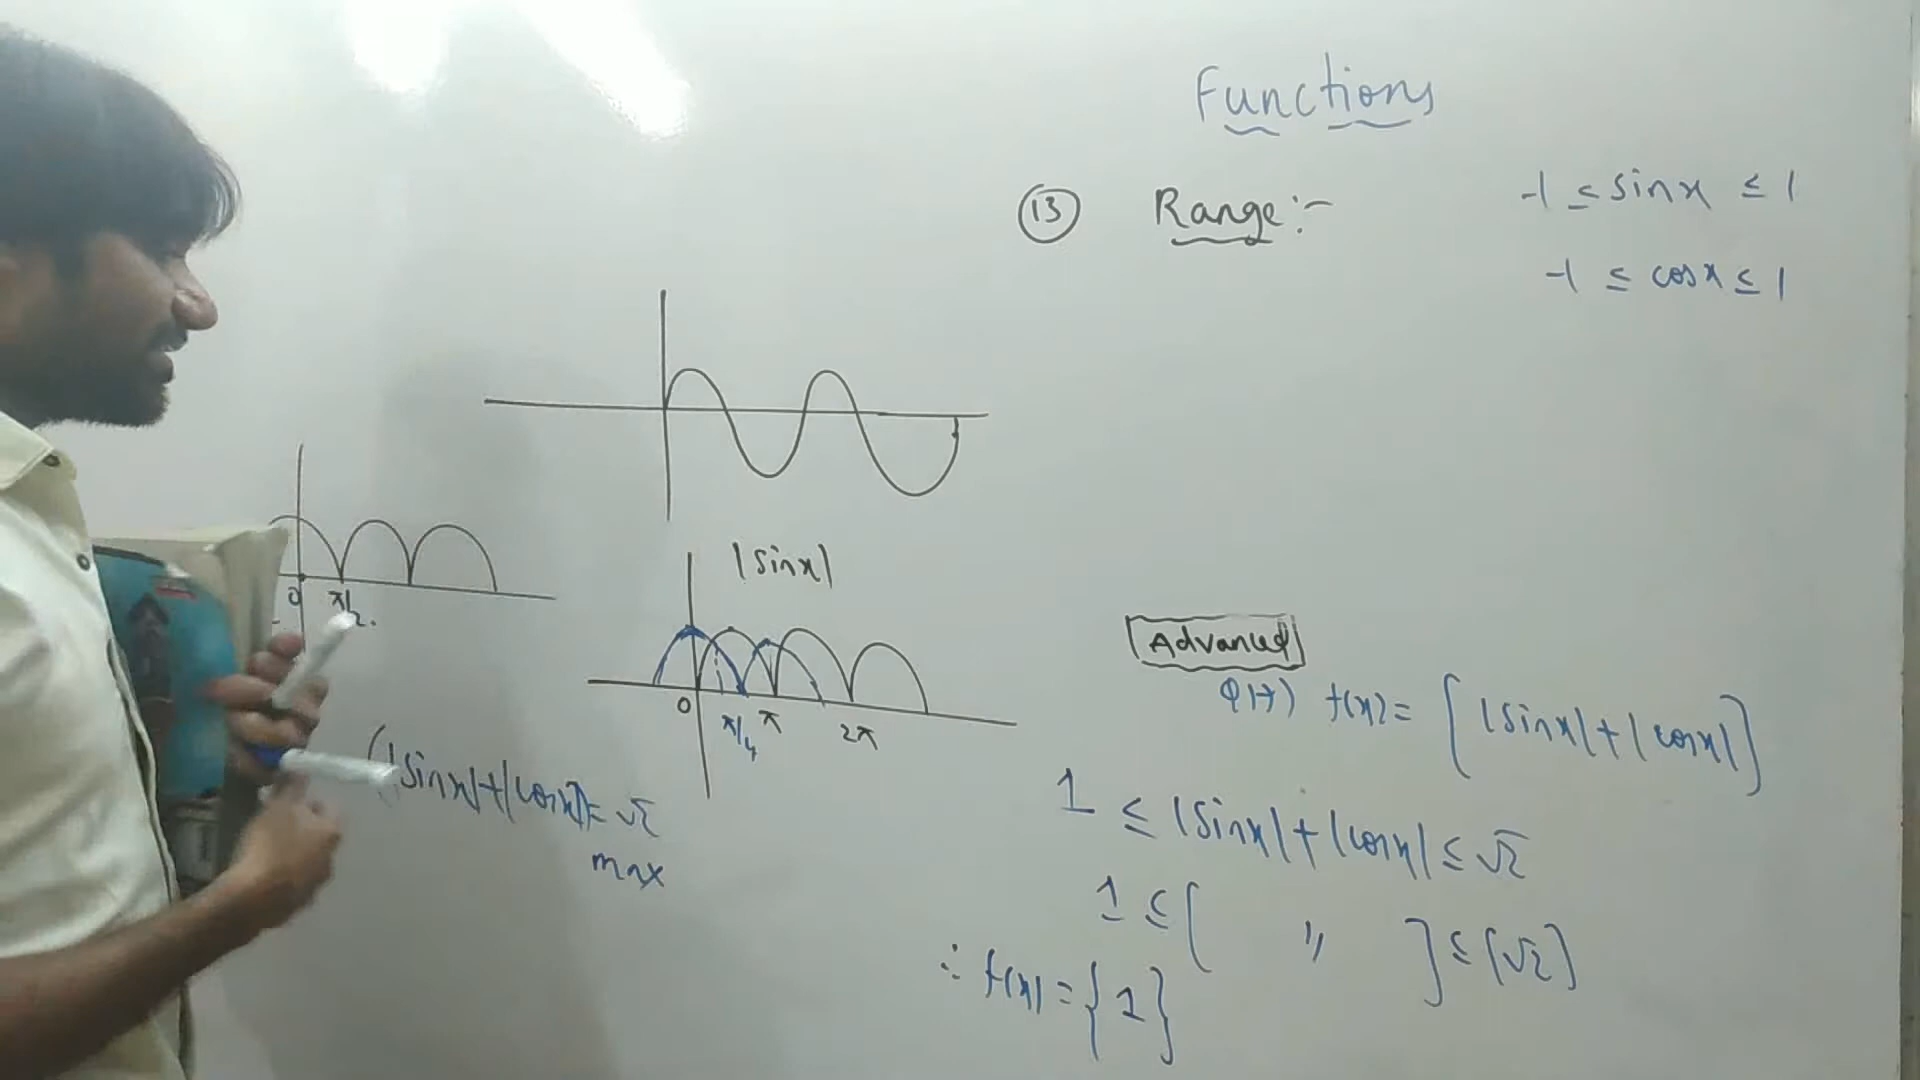 Functions
13 Range:-
-1 ≤ sinx ≤ 1
-1 ≤ cosx ≤ 1
|sinx|
0 π/2
0 π/4 π 2π
(|sinx|+|cosx|) = √2
max
Advanced
f(x) = [|sinx|+|cosx|]
1 ≤ |sinx|+|cosx| ≤ √2
1 ≤ [ " ] ≤ [√2]
∴ f(x) = {1}